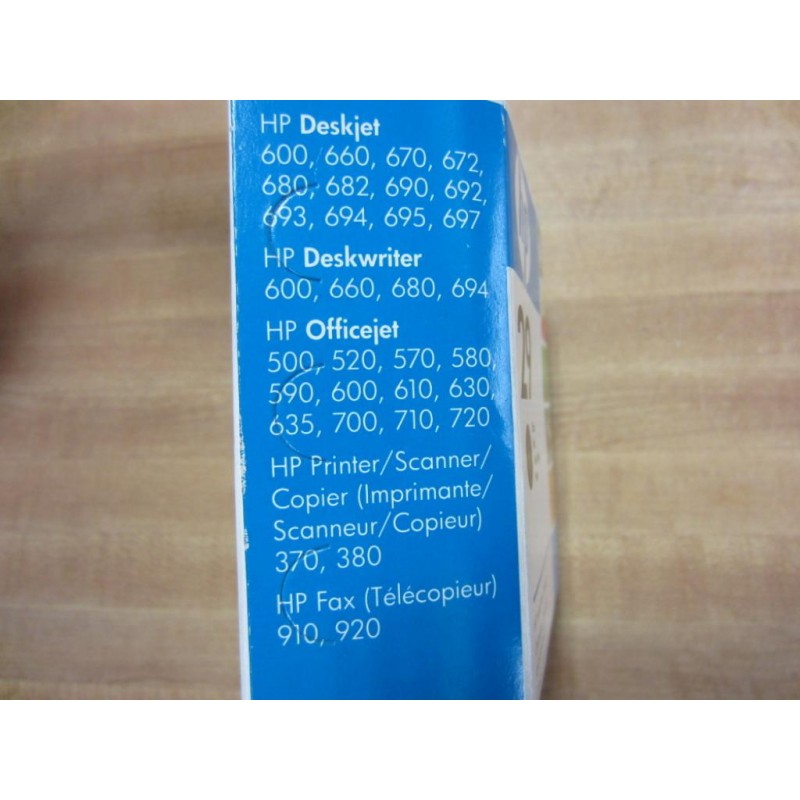 HP Deskjet
600, 660, 670, 672,
680, 682, 690, 692,
693, 694, 695, 697
HP Deskwriter
600, 660, 680, 694
HP Officejet
500, 520, 570, 580,
590, 600, 610, 630,
635, 700, 710, 720
HP Printer/Scanner/
Copier (Imprimante/
Scanneur/Copieur)
370, 380
HP Fax (Télécopieur)
910, 920
29